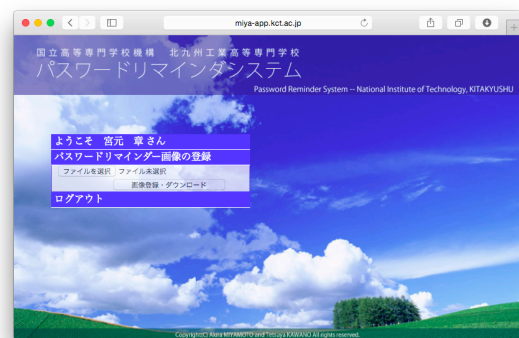 miya-app.kct.ac.jp
国立高等専門学校機構　北九州工業高等専門学校
パスワードリマインダシステム
Password Reminder System -- National Institute of Technology, KITAKYUSHU
ようこそ　宮元　章さん
パスワードリマインダー画像の登録
ファイルを選択 ファイル未選択
画像登録・ダウンロード
ログアウト
Copyright(C) Akira MIYAMOTO and Tetsuya KAWANO All rights reserved.